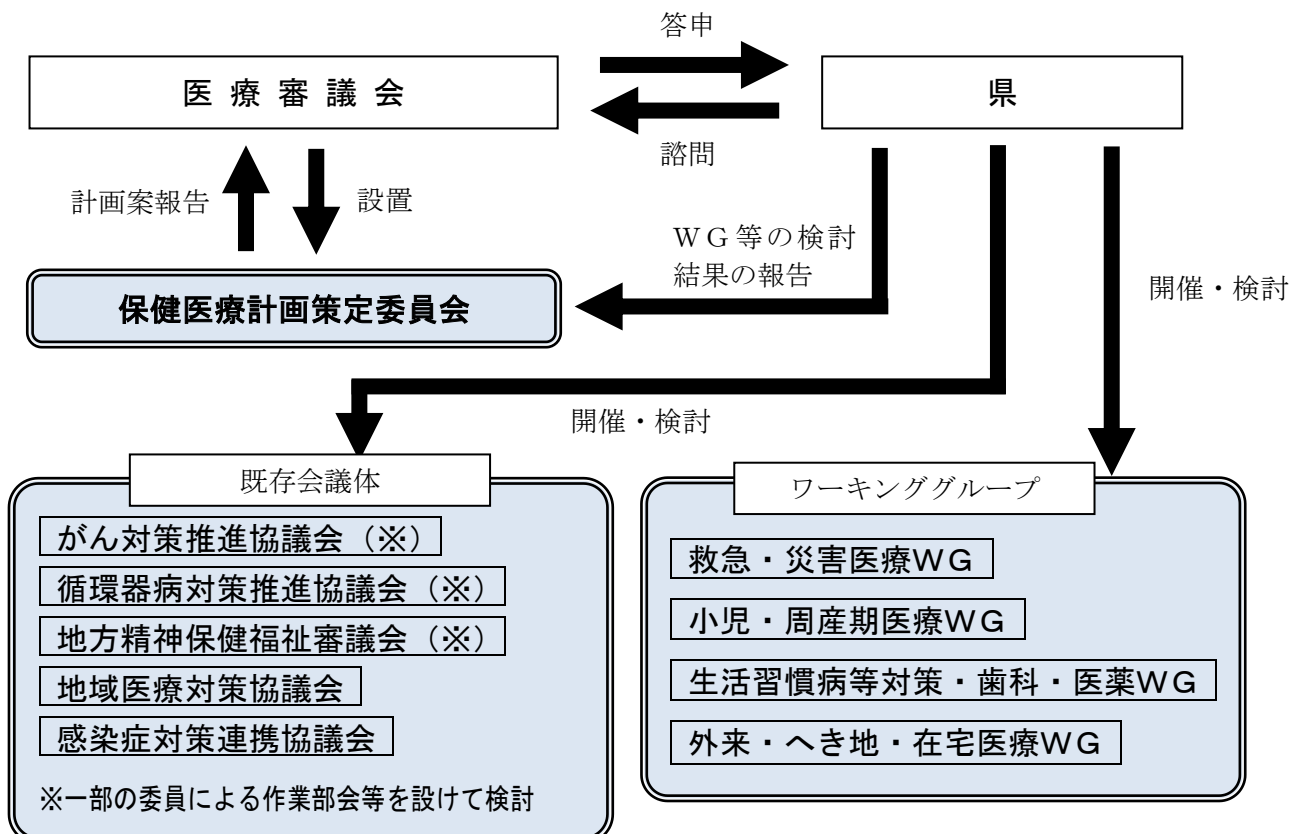 答申
医 療 審 議 会
県
諮問
計画案報告
設置
ＷＧ等の検討
結果の報告
保健医療計画策定委員会
開催・検討
開催・検討
既存会議体
がん対策推進協議会（※）
循環器病対策推進協議会（※）
地方精神保健福祉審議会（※）
地域医療対策協議会
感染症対策連携協議会
※一部の委員による作業部会等を設けて検討
ワーキンググループ
救急・災害医療ＷＧ
小児・周産期医療ＷＧ
生活習慣病等対策・歯科・医薬ＷＧ
外来・へき地・在宅医療ＷＧ